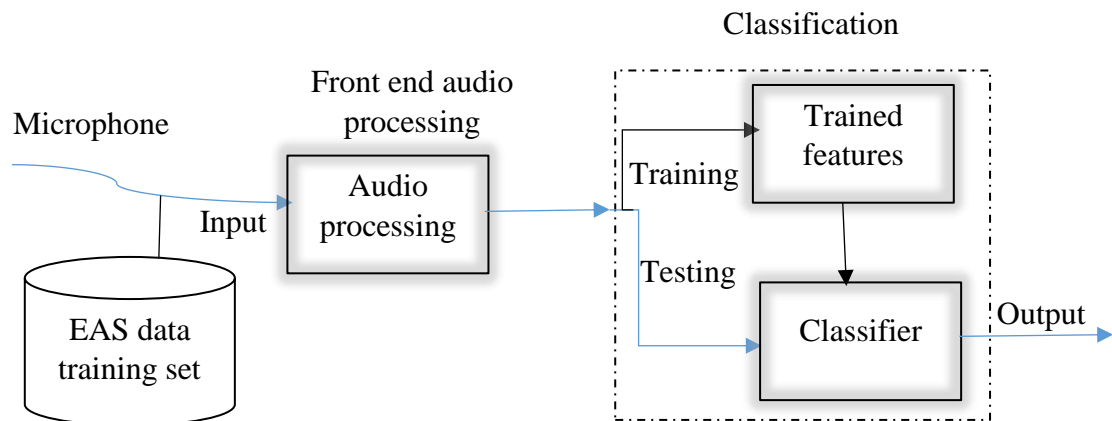 Classification
Front end audio
processing
Microphone
Audio
processing
Input
EAS data
training set
Training
Trained
features
Testing
Classifier
Output